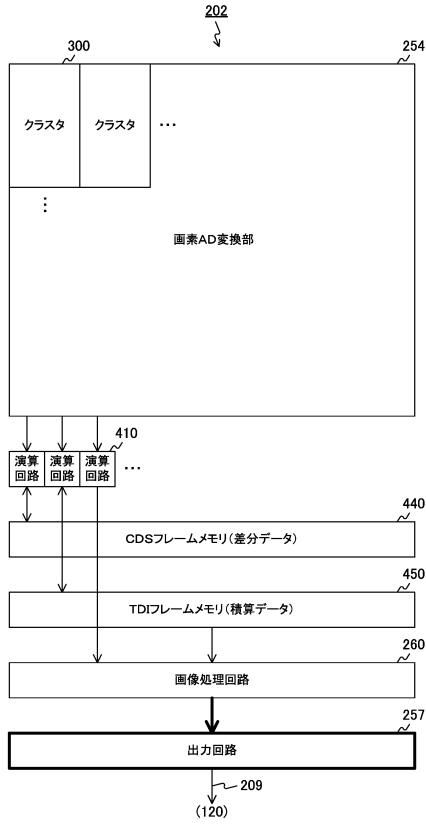 202
300
254
クラスタ
クラスタ
…
⋮
画素AD変換部
410
演算回路
演算回路
演算回路
…
440
CDSフレームメモリ(差分データ)
450
TDIフレームメモリ(積算データ)
260
画像処理回路
257
出力回路
209
(120)